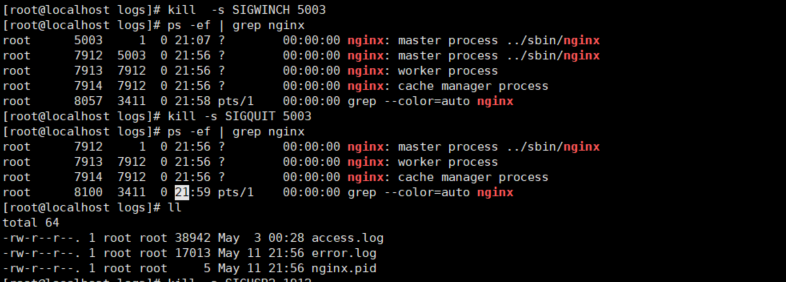 [root@localhost logs]# kill  -s SIGWINCH 5003
[root@localhost logs]# ps -ef | grep nginx
root      5003     1  0 21:07 ?        00:00:00 nginx: master process ../sbin/nginx
root      7912  5003  0 21:56 ?        00:00:00 nginx: master process ../sbin/nginx
root      7913  7912  0 21:56 ?        00:00:00 nginx: worker process
root      7914  7912  0 21:56 ?        00:00:00 nginx: cache manager process
root      8057  3411  0 21:58 pts/1    00:00:00 grep --color=auto nginx
[root@localhost logs]# kill -s SIGQUIT 5003
[root@localhost logs]# ps -ef | grep nginx
root      7912     1  0 21:56 ?        00:00:00 nginx: master process ../sbin/nginx
root      7913  7912  0 21:56 ?        00:00:00 nginx: worker process
root      7914  7912  0 21:56 ?        00:00:00 nginx: cache manager process
root      8100  3411  0 21:59 pts/1    00:00:00 grep --color=auto nginx
[root@localhost logs]# ll
total 64
-rw-r--r--. 1 root root 38942 May  3 00:28 access.log
-rw-r--r--. 1 root root 17013 May 11 21:56 error.log
-rw-r--r--. 1 root root     5 May 11 21:56 nginx.pid
[root@localhost logs]# kill -s SIGUSR2 1912